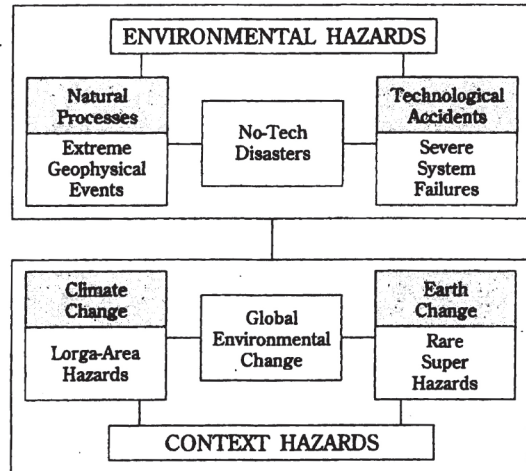 ENVIRONMENTAL HAZARDS
Natural
Processes
Extreme
Geophysical
Events
No-Tech
Disasters
Technological
Accidents
Severe
System
Failures
Climate
Change
Lorga-Area
Hazards
Global
Environmental
Change
Earth
Change
Rare
Super
Hazards
CONTEXT HAZARDS